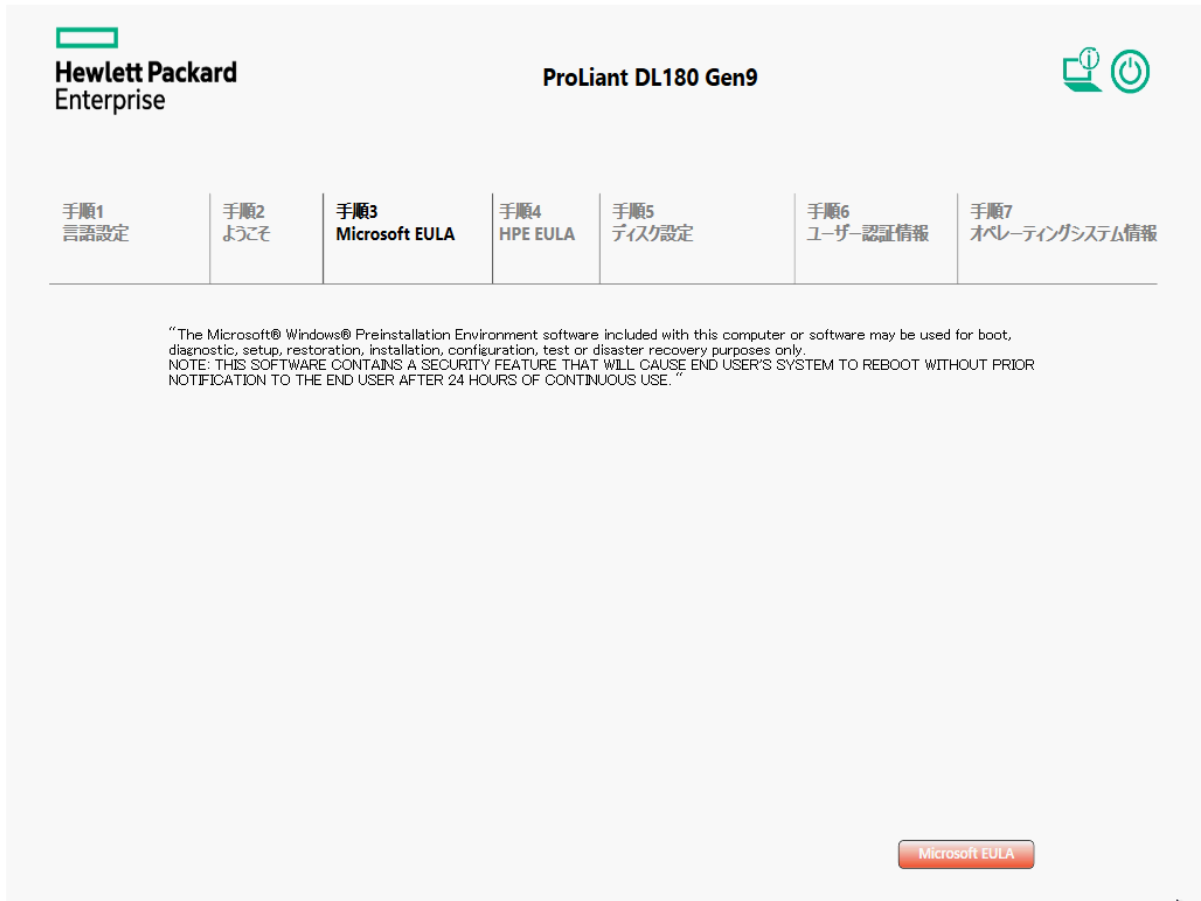 Hewlett Packard
Enterprise
ProLiant DL180 Gen9
手順1
言語設定
手順2
ようこそ
手順3
Microsoft EULA
手順4
HPE EULA
手順5
ディスク設定
手順6
ユーザー認証情報
手順7
オペレーティングシステム情報
“The Microsoft® Windows® Preinstallation Environment software included with this computer or software may be used for boot,
diagnostic, setup, restoration, installation, configuration, test or disaster recovery purposes only.
NOTE: THIS SOFTWARE CONTAINS A SECURITY FEATURE THAT WILL CAUSE END USER'S SYSTEM TO REBOOT WITHOUT PRIOR
NOTIFICATION TO THE END USER AFTER 24 HOURS OF CONTINUOUS USE.“
Microsoft EULA